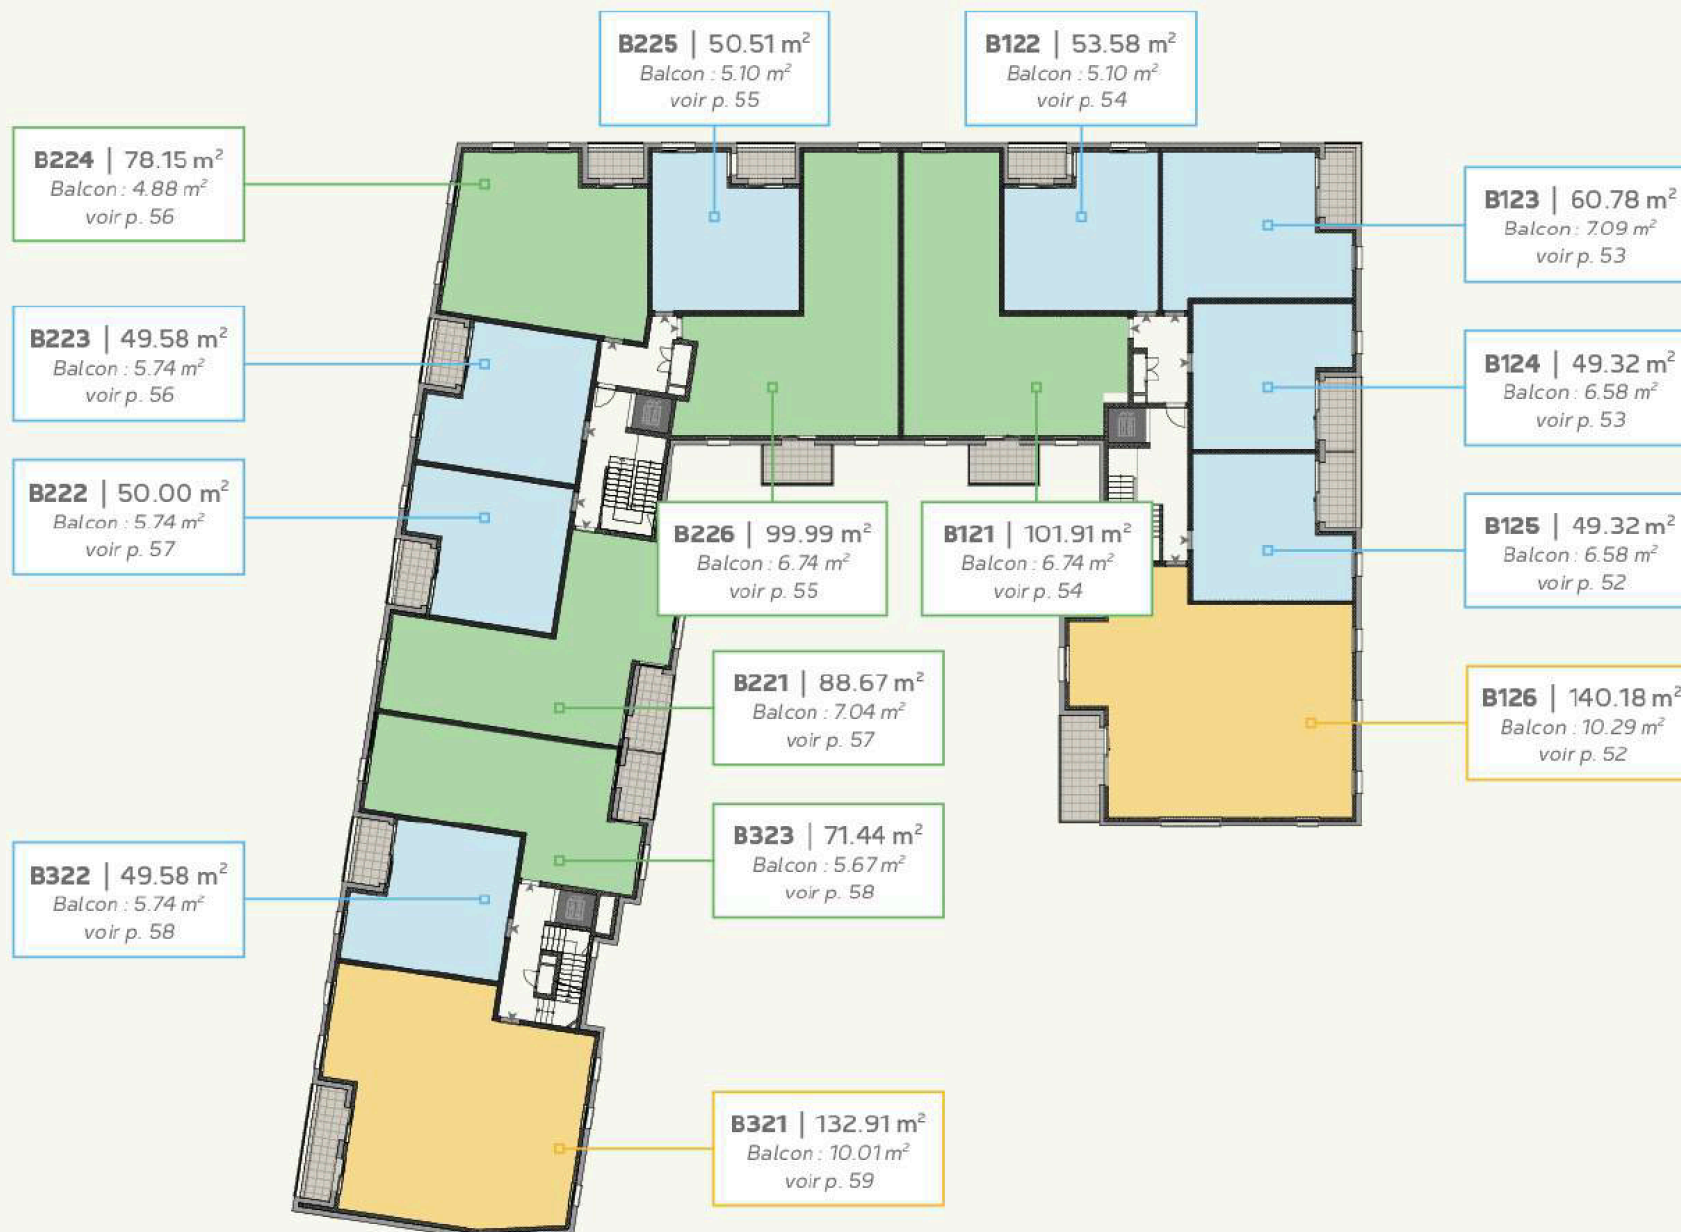 B225 | 50.51 m²
Balcon : 5.10 m²
voir p. 55
B122 | 53.58 m²
Balcon : 5.10 m²
voir p. 54
B224 | 78.15 m²
Balcon : 4.88 m²
voir p. 56
B123 | 60.78 m²
Balcon : 7.09 m²
voir p. 53
B223 | 49.58 m²
Balcon : 5.74 m²
voir p. 56
B124 | 49.32 m²
Balcon : 6.58 m²
voir p. 53
B222 | 50.00 m²
Balcon : 5.74 m²
voir p. 57
B226 | 99.99 m²
Balcon : 6.74 m²
voir p. 55
B121 | 101.91 m²
Balcon : 6.74 m²
voir p. 54
B125 | 49.32 m²
Balcon : 6.58 m²
voir p. 52
B221 | 88.67 m²
Balcon : 7.04 m²
voir p. 57
B126 | 140.18 m²
Balcon : 10.29 m²
voir p. 52
B323 | 71.44 m²
Balcon : 5.67 m²
voir p. 58
B322 | 49.58 m²
Balcon : 5.74 m²
voir p. 58
B321 | 132.91 m²
Balcon : 10.01 m²
voir p. 59